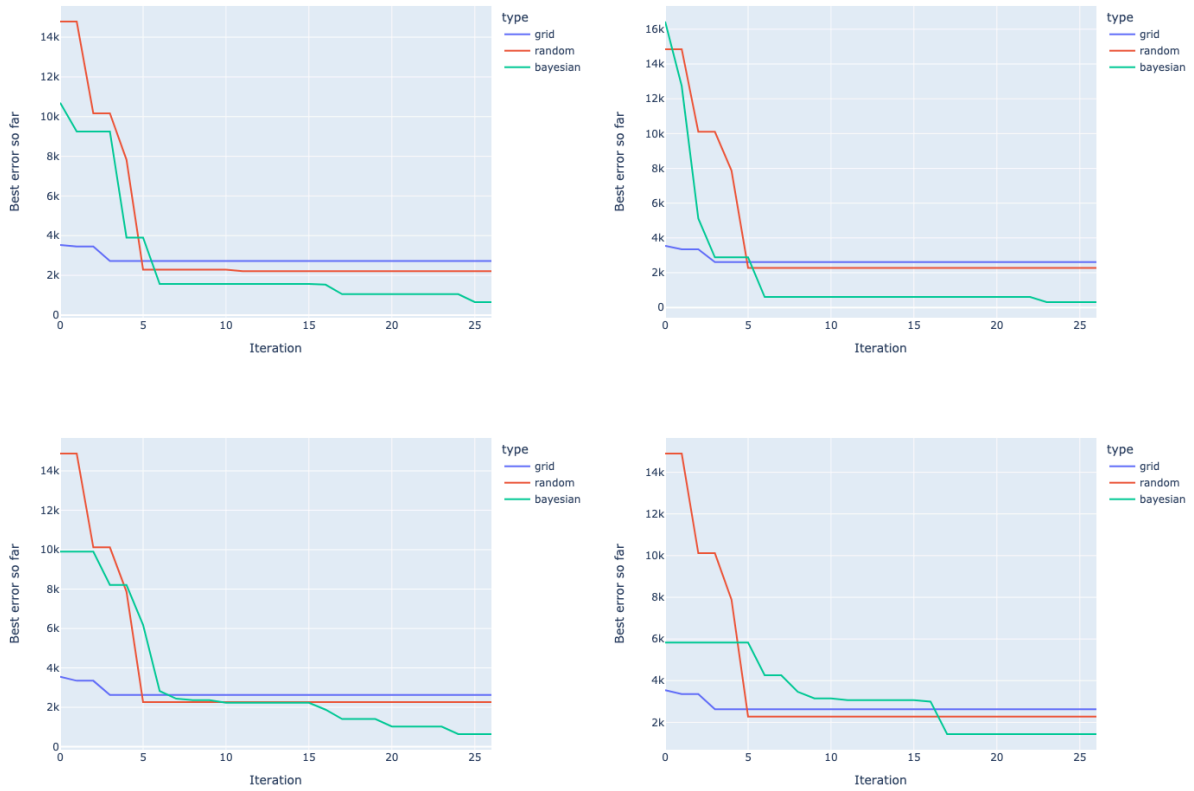 type
grid
random
bayesian
14k
12k
10k
8k
6k
4k
2k
0
0 5 10 15 20 25
Iteration
Best error so far
type
grid
random
bayesian
16k
14k
12k
10k
8k
6k
4k
2k
0
0 5 10 15 20 25
Iteration
Best error so far
type
grid
random
bayesian
14k
12k
10k
8k
6k
4k
2k
0
0 5 10 15 20 25
Iteration
Best error so far
type
grid
random
bayesian
14k
12k
10k
8k
6k
4k
2k
0 5 10 15 20 25
Iteration
Best error so far